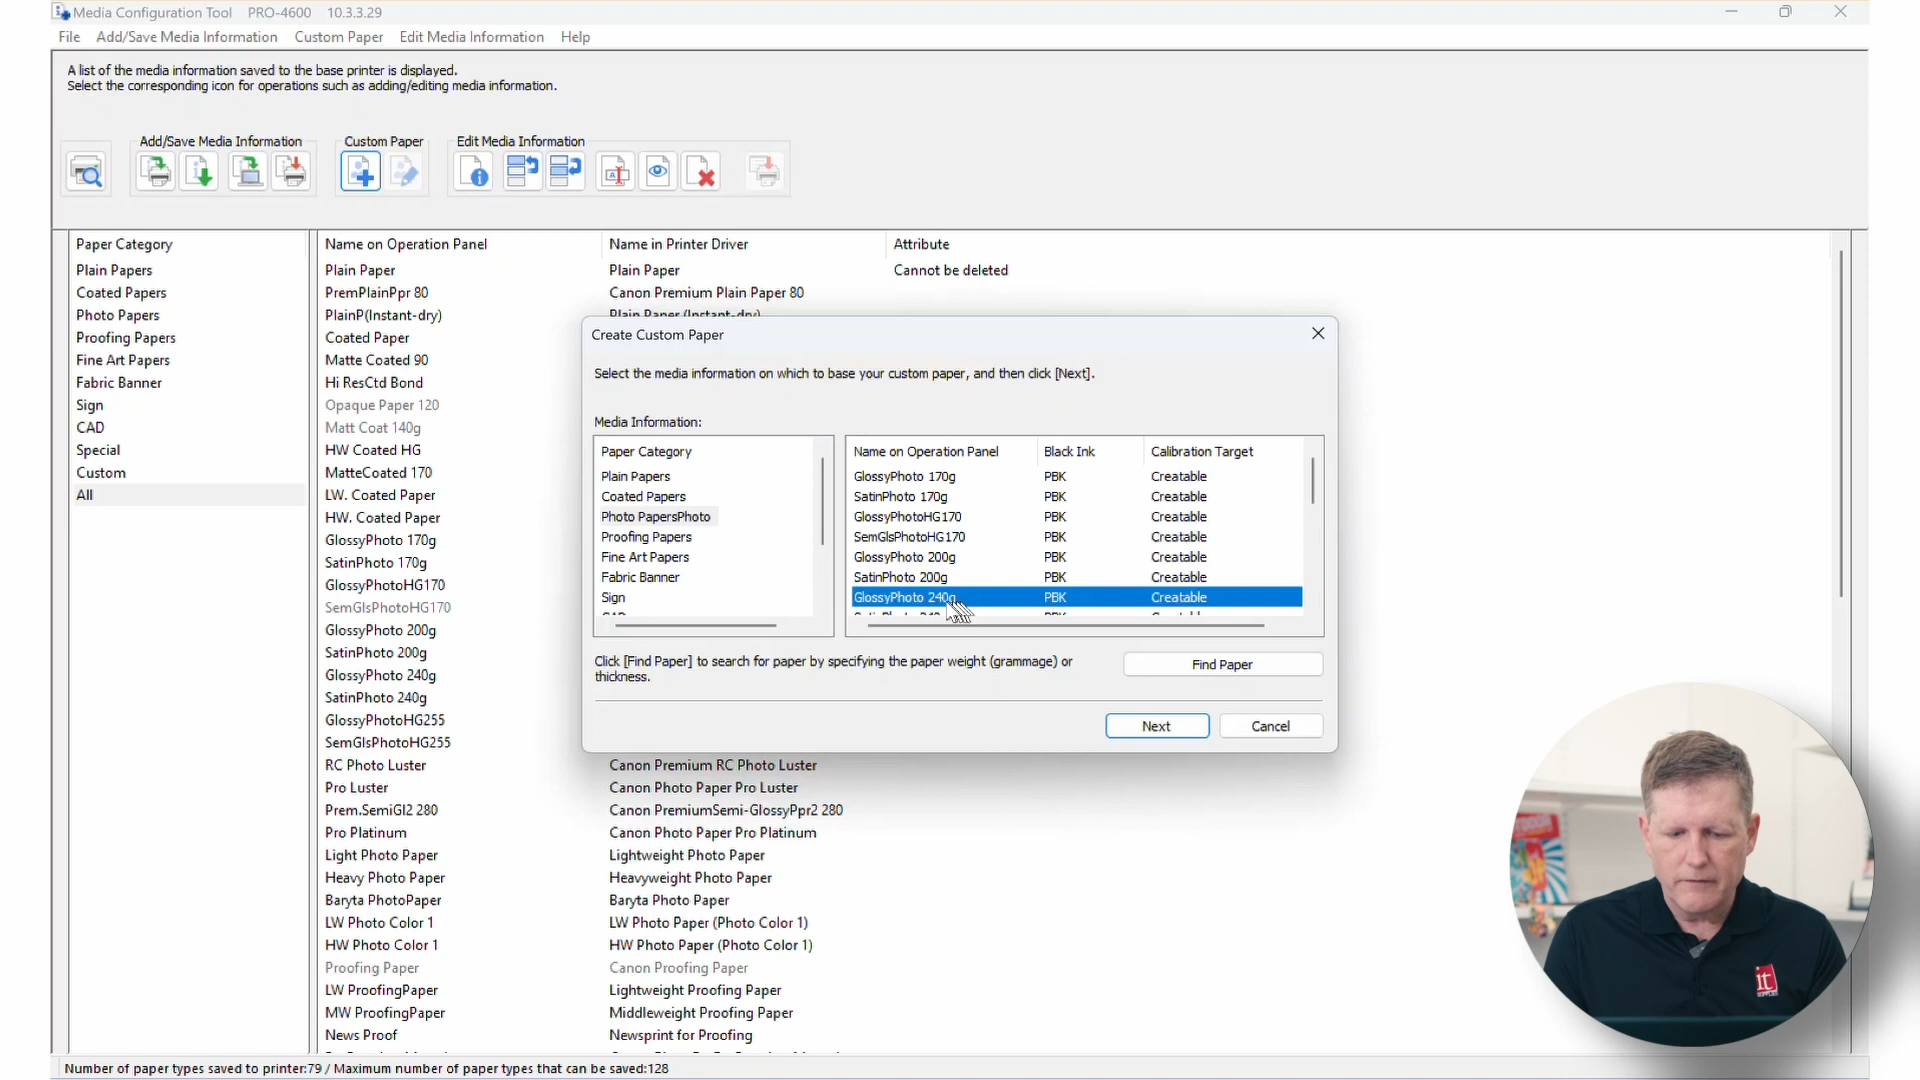 Media Configuration Tool PRO-4600 10.3.3.29
File Add/Save Media Information Custom Paper Edit Media Information Help
A list of the media information saved to the base printer is displayed.
Select the corresponding icon for operations such as adding/editing media information.
Add/Save Media Information Custom Paper Edit Media Information
Paper Category
Plain Papers
Coated Papers
Photo Papers
Proofing Papers
Fine Art Papers
Fabric Banner
Sign
CAD
Special
Custom
All
Name on Operation Panel Name in Printer Driver Attribute
Plain Paper Plain Paper Cannot be deleted
PremPlainPpr 80 Canon Premium Plain Paper 80
PlainP(Instant-dry) Plain Paper (Instant-dry)
Coated Paper
Matte Coated 90
Hi ResCtd Bond
Opaque Paper 120
Matt Coat 140g
HW Coated HG
MatteCoated 170
LW. Coated Paper
HW. Coated Paper
GlossyPhoto 170g
SatinPhoto 170g
GlossyPhotoHG170
SemGlsPhotoHG170
GlossyPhoto 200g
SatinPhoto 200g
GlossyPhoto 240g
SatinPhoto 240g
GlossyPhotoHG255
SemGlsPhotoHG255
RC Photo Luster Canon Premium RC Photo Luster
Pro Luster Canon Photo Paper Pro Luster
Prem.SemiGl2 280 Canon PremiumSemi-GlossyPpr2 280
Pro Platinum Canon Photo Paper Pro Platinum
Light Photo Paper Lightweight Photo Paper
Heavy Photo Paper Heavyweight Photo Paper
Baryta PhotoPaper Baryta Photo Paper
LW Photo Color 1 LW Photo Paper (Photo Color 1)
HW Photo Color 1 HW Photo Paper (Photo Color 1)
Proofing Paper Canon Proofing Paper
LW ProofingPaper Lightweight Proofing Paper
MW ProofingPaper Middleweight Proofing Paper
News Proof Newsprint for Proofing
Create Custom Paper
Select the media information on which to base your custom paper, and then click [Next].
Media Information:
Paper Category
Plain Papers
Coated Papers
Photo PapersPhoto
Proofing Papers
Fine Art Papers
Fabric Banner
Sign
Name on Operation Panel Black Ink Calibration Target
GlossyPhoto 170g PBK Creatable
SatinPhoto 170g PBK Creatable
GlossyPhotoHG170 PBK Creatable
SemGlsPhotoHG170 PBK Creatable
GlossyPhoto 200g PBK Creatable
SatinPhoto 200g PBK Creatable
GlossyPhoto 240g PBK Creatable
Click [Find Paper] to search for paper by specifying the paper weight (grammage) or
thickness.
Find Paper
Next Cancel
it
SUPPLIES
Number of paper types saved to printer:79 / Maximum number of paper types that can be saved:128